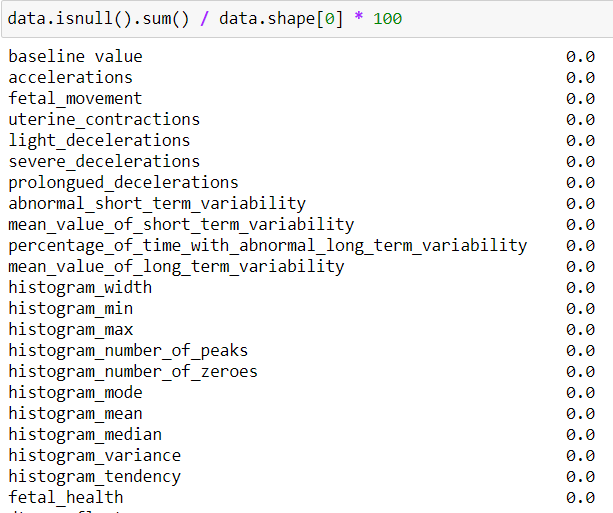 data.isnull().sum() / data.shape[0] * 100
baseline value 0.0
accelerations 0.0
fetal_movement 0.0
uterine_contractions 0.0
light_decelerations 0.0
severe_decelerations 0.0
prolongued_decelerations 0.0
abnormal_short_term_variability 0.0
mean_value_of_short_term_variability 0.0
percentage_of_time_with_abnormal_long_term_variability 0.0
mean_value_of_long_term_variability 0.0
histogram_width 0.0
histogram_min 0.0
histogram_max 0.0
histogram_number_of_peaks 0.0
histogram_number_of_zeroes 0.0
histogram_mode 0.0
histogram_mean 0.0
histogram_median 0.0
histogram_variance 0.0
histogram_tendency 0.0
fetal_health 0.0